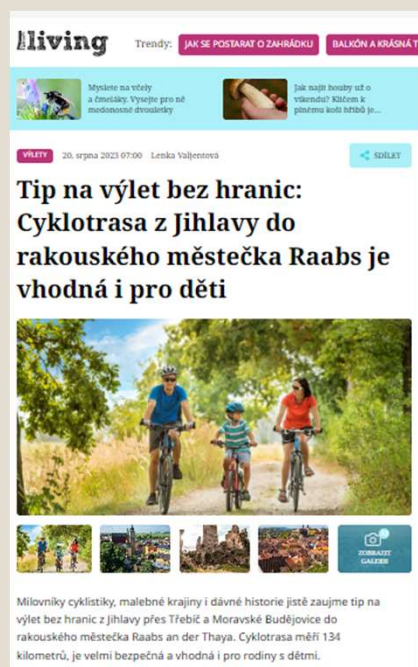 living
Trendy: JAK SE POSTARAT O ZAHRÁDKU BALKÓN A KRÁSNÁ T
Myslete na včely
a čmeláky. Vysejte pro ně
medonosné dvouletky
Jak najít houby už o
víkendu? Klíčem k
plnému koši hřibů je...
VÝLETY 20. srpna 2023 07:00 Lenka Valjentová
SDÍLET
Tip na výlet bez hranic:
Cyklotrasa z Jihlavy do
rakouského městečka Raabs je
vhodná i pro děti
ZOBRAZIT
GALERII
Milovníky cyklistiky, malebné krajiny i dávné historie jistě zaujme tip na
výlet bez hranic z Jihlavy přes Třebíč a Moravské Budějovice do
rakouského městečka Raabs an der Thaya. Cyklotrasa měří 134
kilometrů, je velmi bezpečná a vhodná i pro rodiny s dětmi.